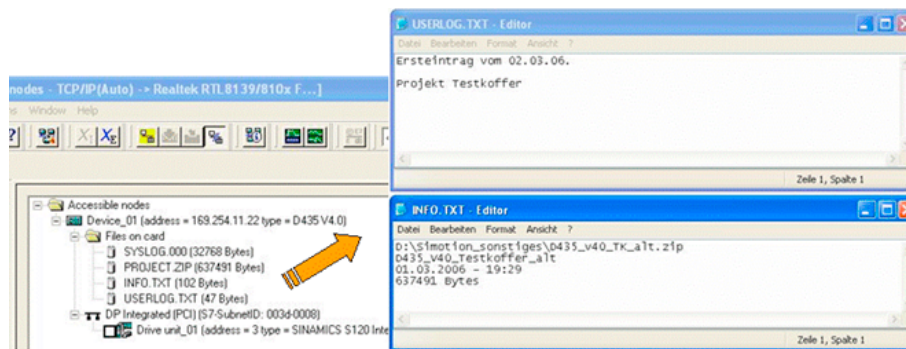 USERLOG.TXT - Editor
Datei Bearbeiten Format Ansicht ?
Ersteintrag vom 02.03.06.
Projekt Testkoffer
Zeile 1, Spalte 1
nodes - TCP/IP(Auto) -> Realtek RTL8139/810x F...]
ns Window Help
Accessible nodes
Device_01 (address = 169.254.11.22 type = D435 V4.0)
Files on card
SYSLOG.000 (32768 Bytes)
PROJECT.ZIP (637491 Bytes)
INFO.TXT (102 Bytes)
USERLOG.TXT (47 Bytes)
DP Integrated (PCI) (S7-SubnetID: 003d-0008)
Drive unit_01 (address = 3 type = SINAMICS S120 Inte
INFO.TXT - Editor
Datei Bearbeiten Format Ansicht ?
D:\Simotion_sonstiges\D435_v40_TK_alt.zip
D435_v40_Testkoffer_alt
01.03.2006 - 19:29
637491 Bytes
Zeile 1, Spalte 1